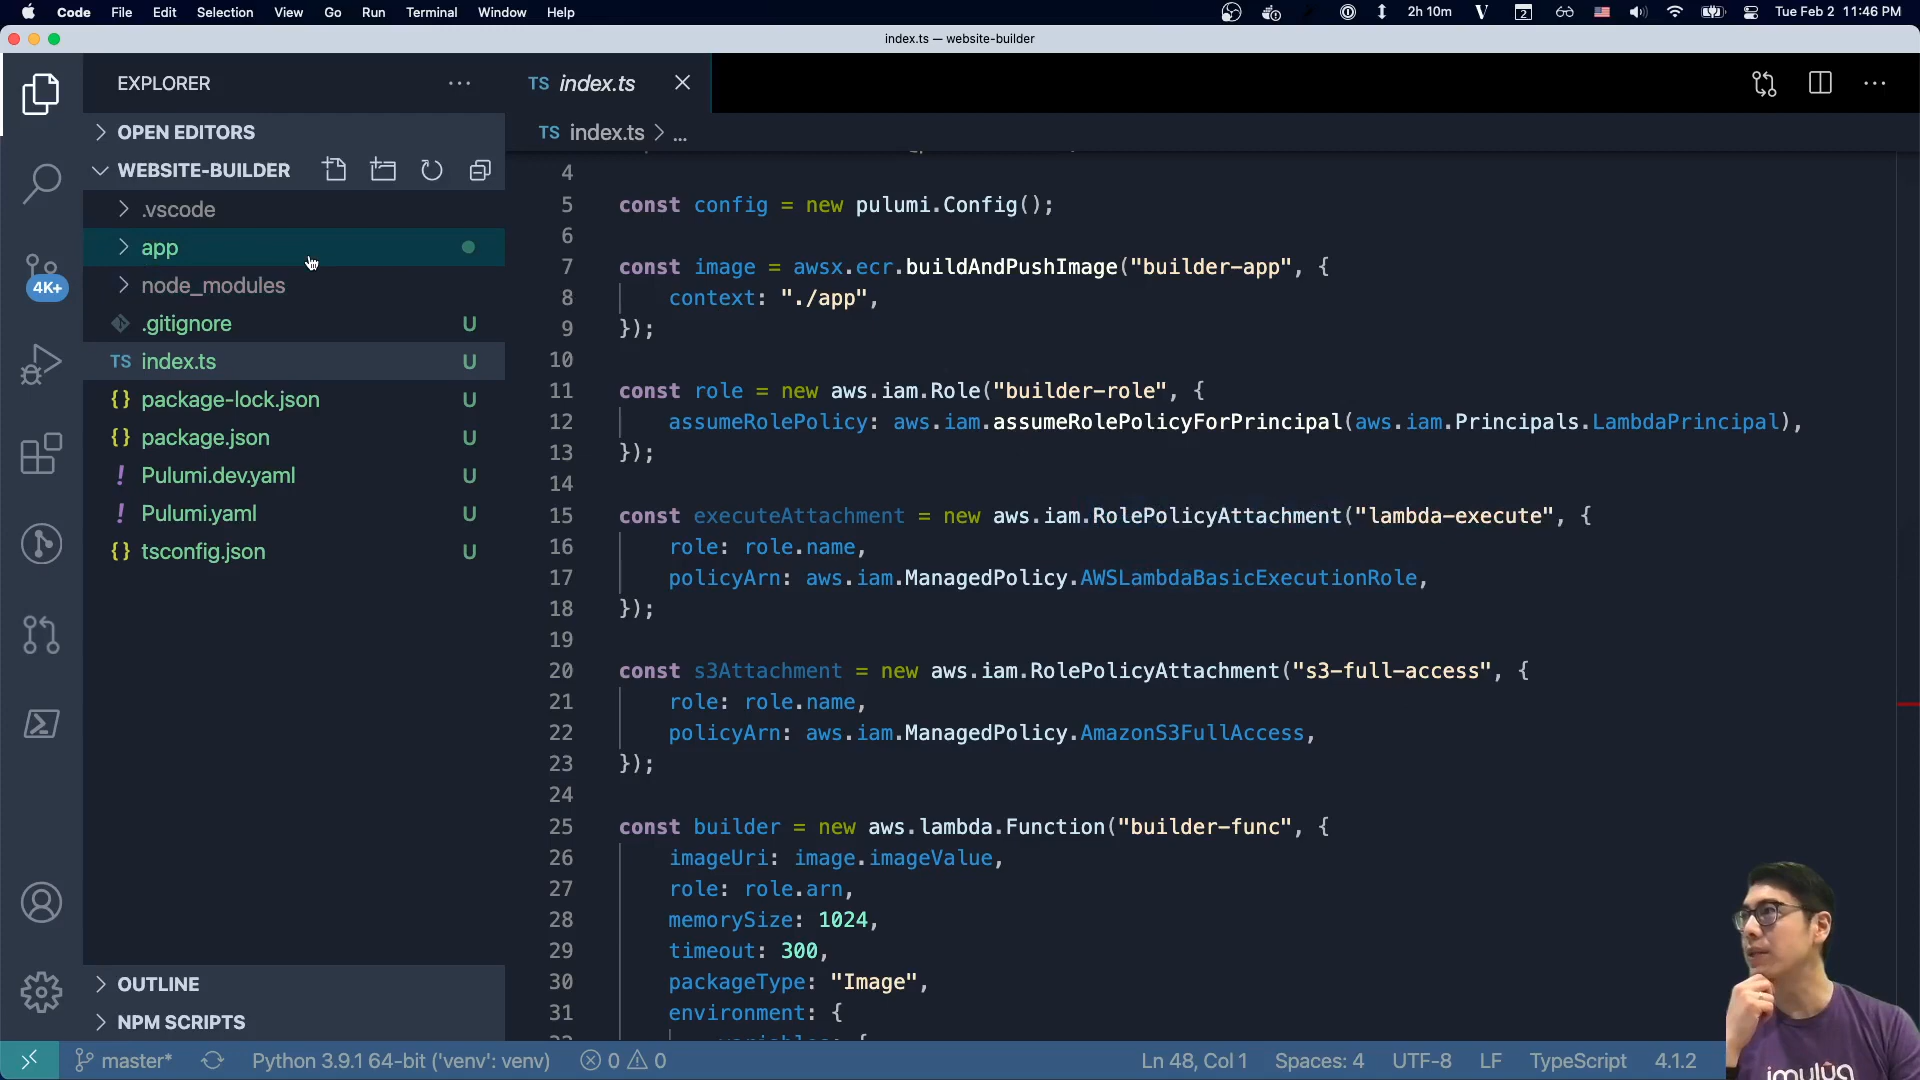 Code File Edit Selection View Go Run Terminal Window Help 2h 10m 2 Tue Feb 2 11:46 PM
index.ts — website-builder
EXPLORER
TS index.ts
OPEN EDITORS
TS index.ts > ...
WEBSITE-BUILDER
.vscode
app
node_modules
.gitignore U
TS index.ts U
{} package-lock.json U
{} package.json U
! Pulumi.dev.yaml U
! Pulumi.yaml U
{} tsconfig.json U
4K+
OUTLINE
NPM SCRIPTS
4
5 const config = new pulumi.Config();
6
7 const image = awsx.ecr.buildAndPushImage("builder-app", {
8 context: "./app",
9 });
10
11 const role = new aws.iam.Role("builder-role", {
12 assumeRolePolicy: aws.iam.assumeRolePolicyForPrincipal(aws.iam.Principals.LambdaPrincipal),
13 });
14
15 const executeAttachment = new aws.iam.RolePolicyAttachment("lambda-execute", {
16 role: role.name,
17 policyArn: aws.iam.ManagedPolicy.AWSLambdaBasicExecutionRole,
18 });
19
20 const s3Attachment = new aws.iam.RolePolicyAttachment("s3-full-access", {
21 role: role.name,
22 policyArn: aws.iam.ManagedPolicy.AmazonS3FullAccess,
23 });
24
25 const builder = new aws.lambda.Function("builder-func", {
26 imageUri: image.imageValue,
27 role: role.arn,
28 memorySize: 1024,
29 timeout: 300,
30 packageType: "Image",
31 environment: {
master* Python 3.9.1 64-bit ('venv': venv) 0 0 Ln 48, Col 1 Spaces: 4 UTF-8 LF TypeScript 4.1.2